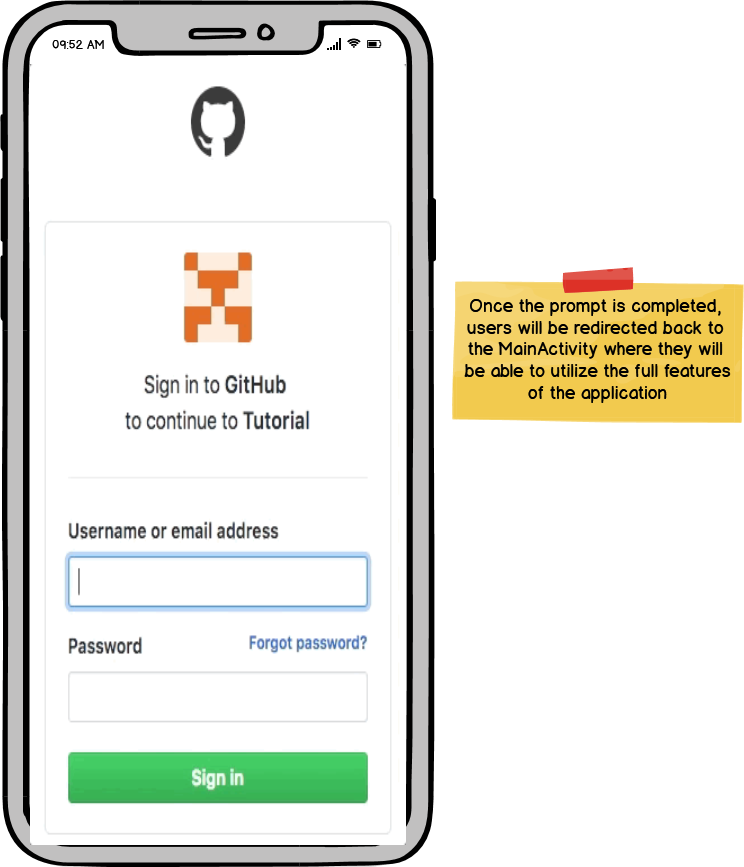 09:52 AM
Sign in to GitHub
to continue to Tutorial
Username or email address
Password
Forgot password?
Sign in
Once the prompt is completed,
users will be redirected back to
the MainActivity where they will
be able to utilize the full features
of the application